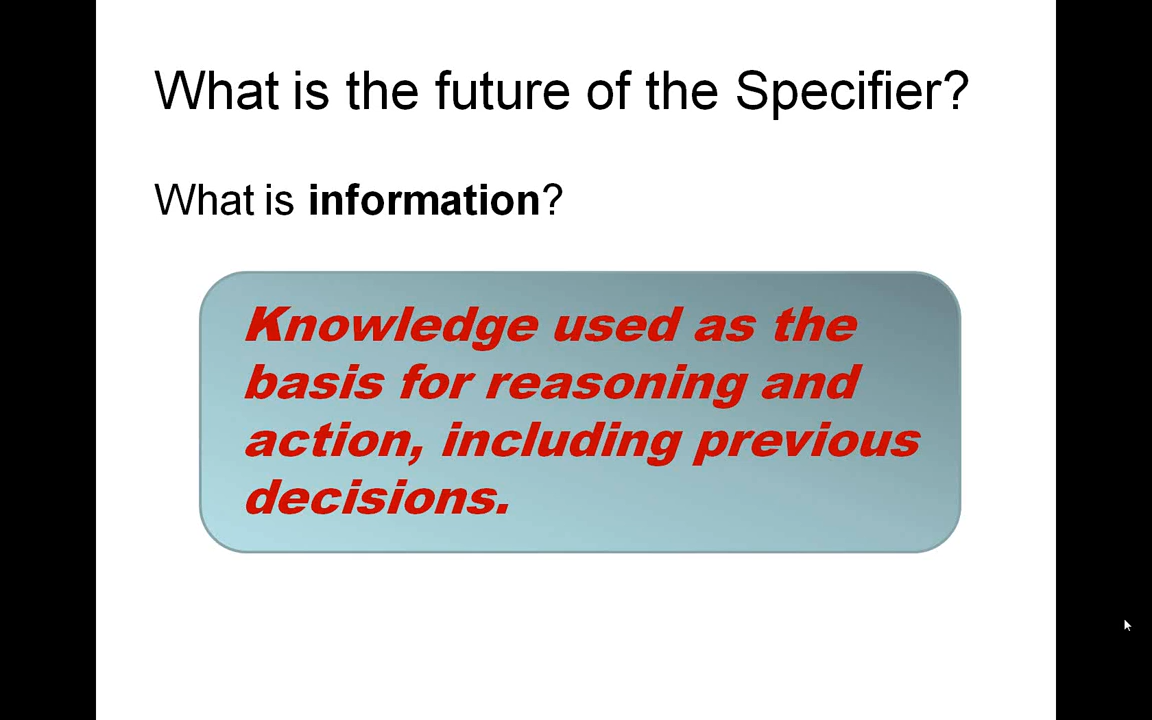 What is the future of the Specifier?
What is information?
Knowledge used as the
basis for reasoning and
action, including previous
decisions.